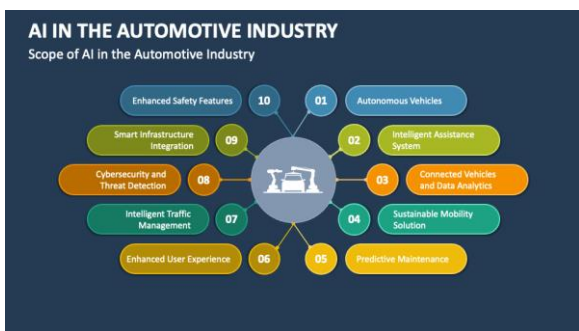 AI IN THE AUTOMOTIVE INDUSTRY
Scope of AI in the Automotive Industry
01
Autonomous Vehicles
02
Intelligent Assistance
System
03
Connected Vehicles
and Data Analytics
04
Sustainable Mobility
Solution
05
Predictive Maintenance
Enhanced User Experience
06
Intelligent Traffic
Management
07
Cybersecurity and
Threat Detection
08
Smart Infrastructure
Integration
09
Enhanced Safety Features
10